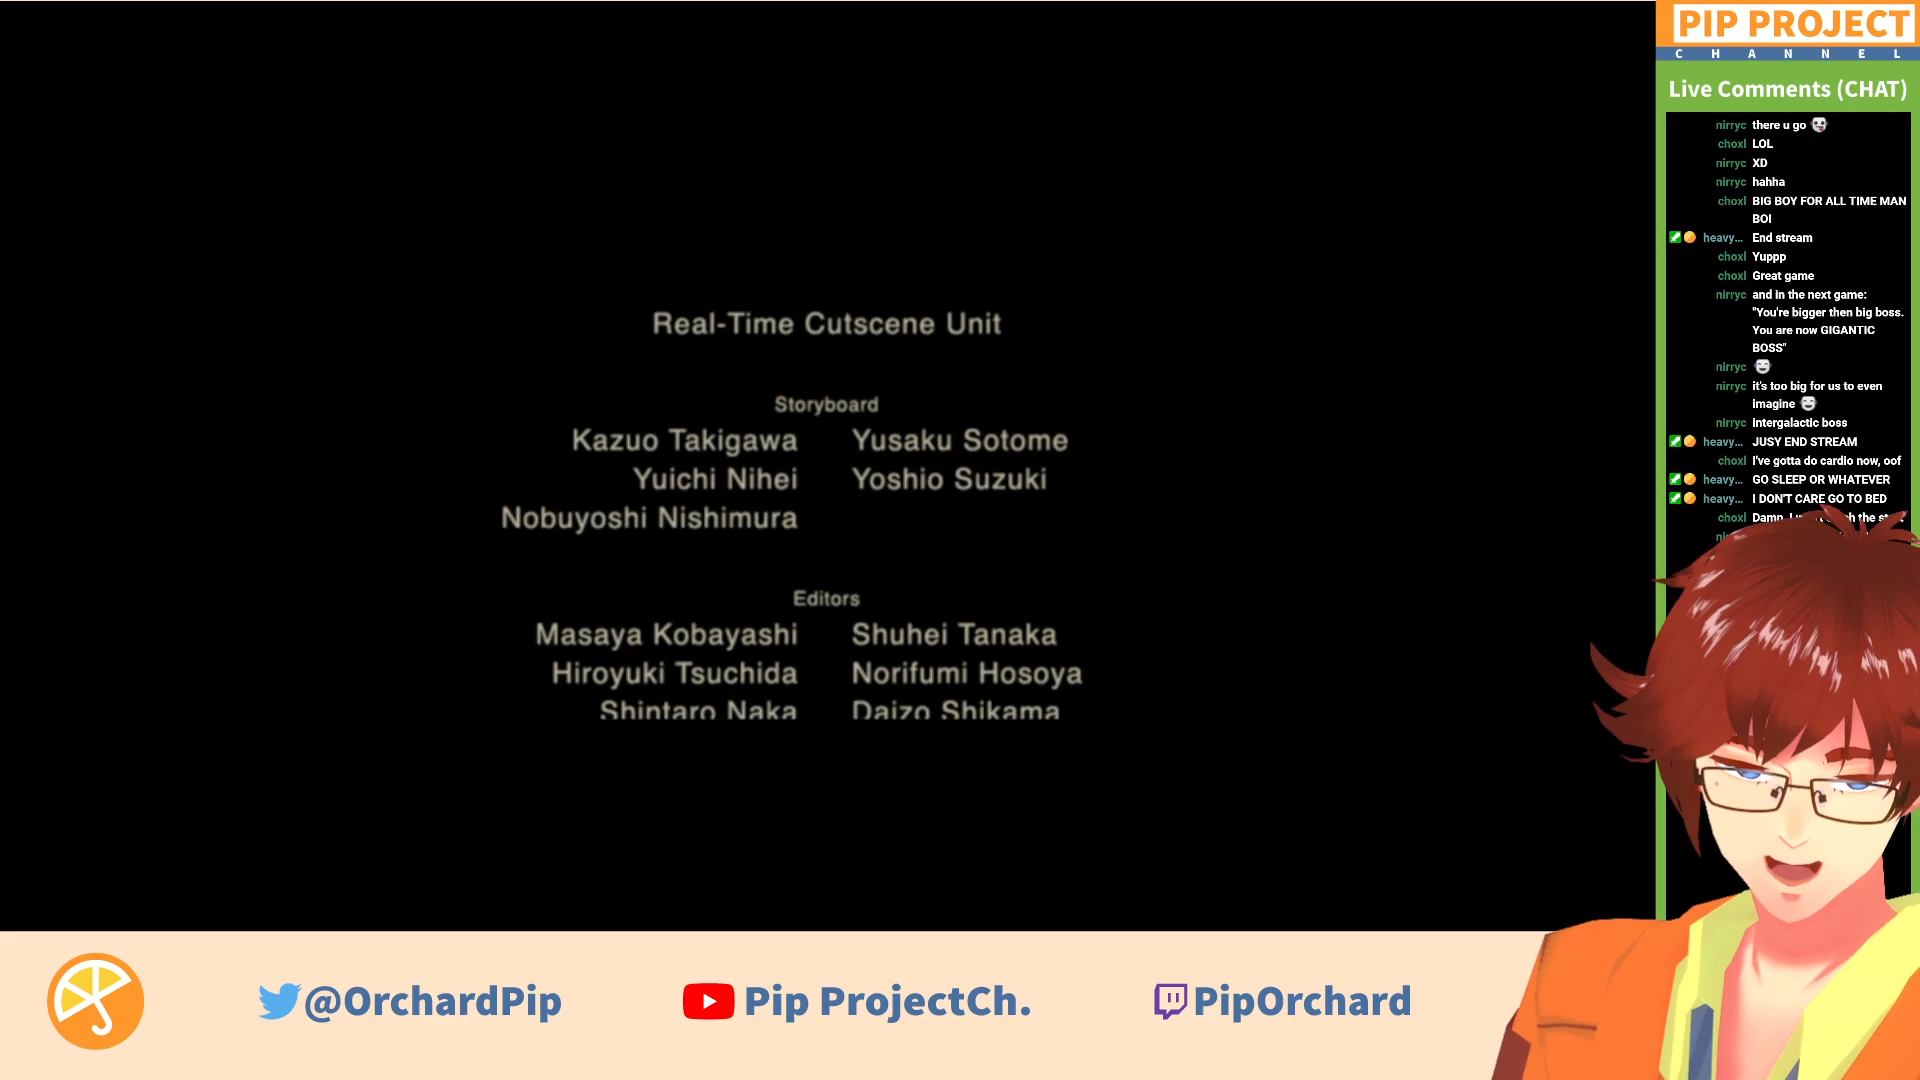 Real-Time Cutscene Unit
Storyboard
Kazuo Takigawa Yusaku Sotome
Yuichi Nihei Yoshio Suzuki
Nobuyoshi Nishimura
Editors
Masaya Kobayashi Shuhei Tanaka
Hiroyuki Tsuchida Norifumi Hosoya
Shintaro Naka Daizo Shikama
PIP PROJECT
CHANNEL
Live Comments (CHAT)
nirryc there u go
choxl LOL
nirryc XD
nirryc hahha
choxl BIG BOY FOR ALL TIME MAN
BOI
heavy... End stream
choxl Yuppp
choxl Great game
nirryc and in the next game:
"You're bigger then big boss.
You are now GIGANTIC
BOSS"
nirryc
nirryc it's too big for us to even
imagine
nirryc intergalactic boss
heavy... JUSY END STREAM
choxl I've gotta do cardio now, oof
heavy... GO SLEEP OR WHATEVER
heavy... I DON'T CARE GO TO BED
choxl Damn, I the
@OrchardPip
Pip ProjectCh.
PipOrchard